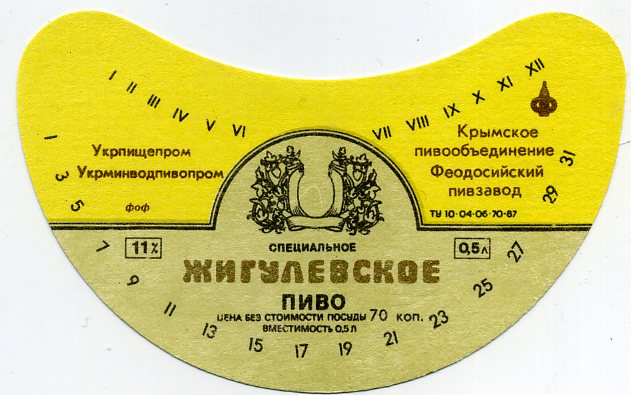 I II III IV V VI VII VIII IX X XI XII
Укрпищепром
Укрминводпивопром
фоф
Крымское
пивообъединение
Феодосийский
пивзавод
ТУ 10·04·06·70·87
11%
0,5л
СПЕЦИАЛЬНОЕ
ЖИГУЛЕВСКОЕ
ПИВО
ЦЕНА БЕЗ СТОИМОСТИ ПОСУДЫ 70 КОП.
ВМЕСТИМОСТЬ 0,5 Л
1 3 5 7 9 11 13 15 17 19 21 23 25 27 29 31